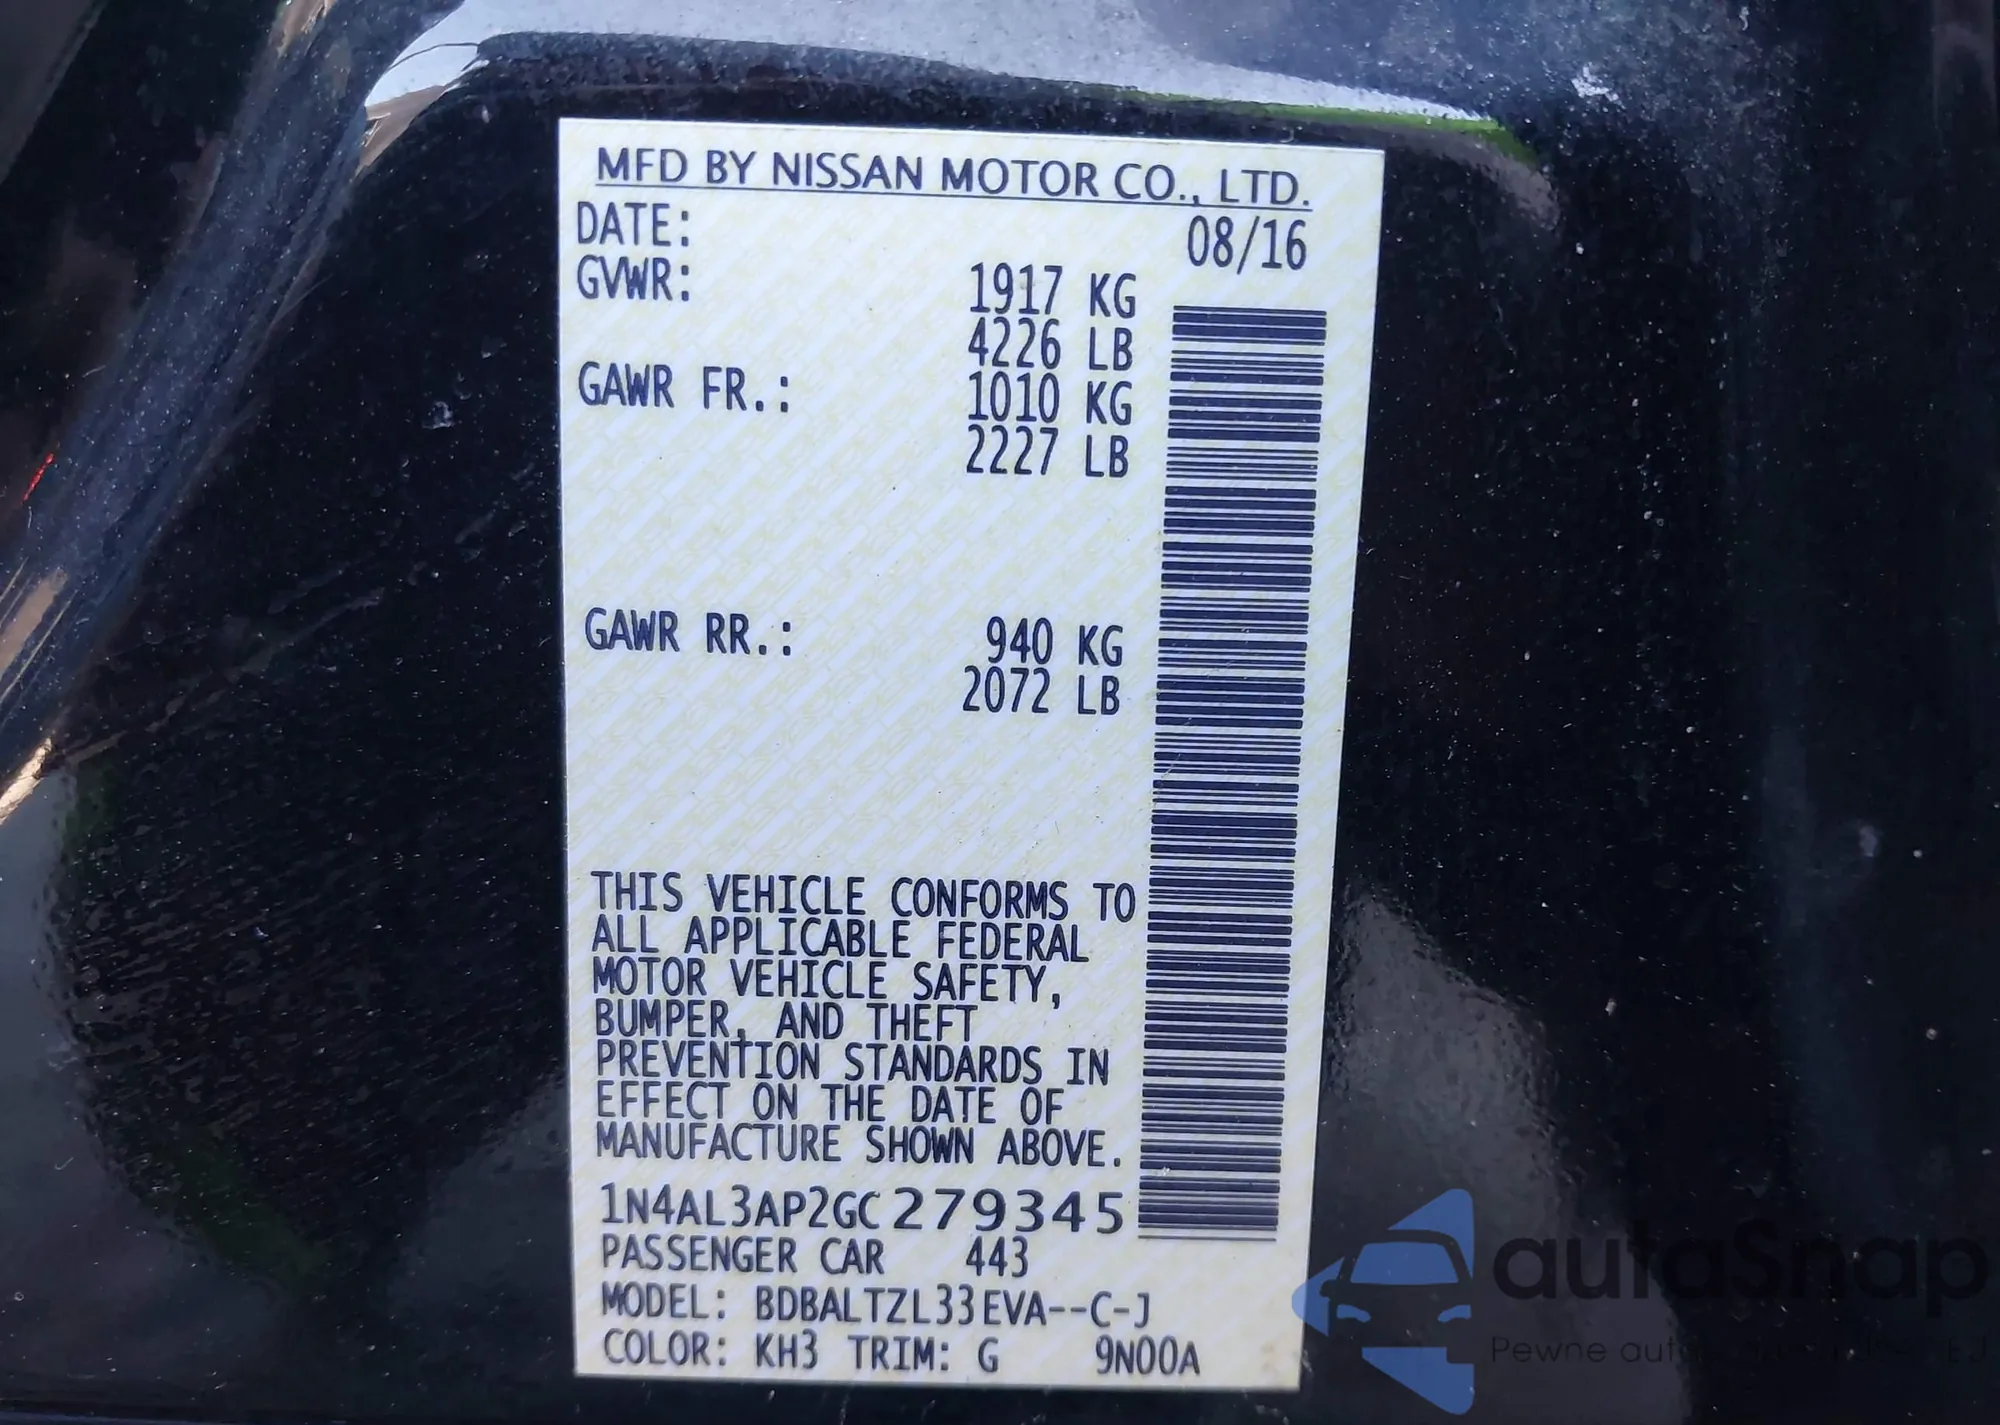 MFD BY NISSAN MOTOR CO., LTD.
DATE: 08/16
GVWR: 1917 KG
4226 LB
GAWR FR.: 1010 KG
2227 LB
GAWR RR.: 940 KG
2072 LB
THIS VEHICLE CONFORMS TO
ALL APPLICABLE FEDERAL
MOTOR VEHICLE SAFETY,
BUMPER, AND THEFT
PREVENTION STANDARDS IN
EFFECT ON THE DATE OF
MANUFACTURE SHOWN ABOVE.
1N4AL3AP2GC279345
PASSENGER CAR 443
MODEL: BDBALTZL33EVA--C-J
COLOR: KH3 TRIM: G 9N00A
autaSnap
Pewne